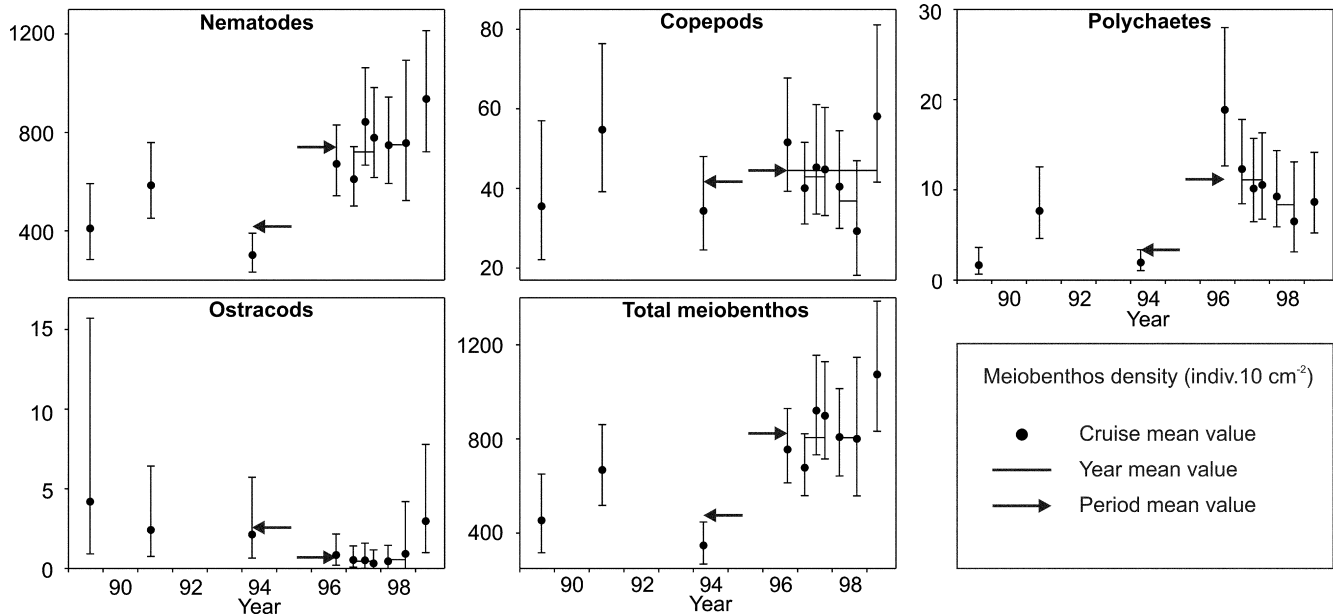 Nematodes
1200
800
400
Copepods
80
60
40
20
Polychaetes
30
20
10
0
90 92 94 96 98
Year
Ostracods
15
10
5
0
90 92 94 96 98
Year
Total meiobenthos
1200
800
400
90 92 94 96 98
Year
Meiobenthos density (indiv.10 cm⁻²)
Cruise mean value
Year mean value
Period mean value